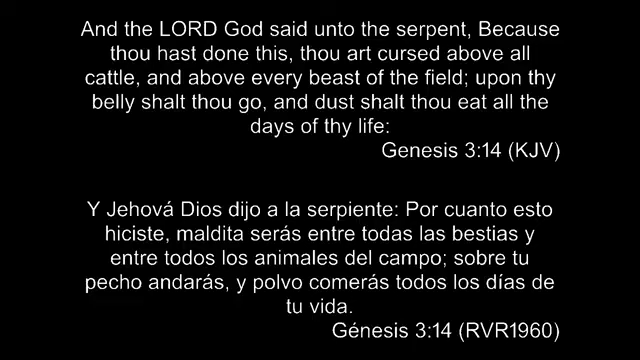 And the LORD God said unto the serpent, Because
thou hast done this, thou art cursed above all
cattle, and above every beast of the field; upon thy
belly shalt thou go, and dust shalt thou eat all the
days of thy life:
Genesis 3:14 (KJV)
Y Jehová Dios dijo a la serpiente: Por cuanto esto
hiciste, maldita serás entre todas las bestias y
entre todos los animales del campo; sobre tu
pecho andarás, y polvo comerás todos los días de
tu vida.
Génesis 3:14 (RVR1960)